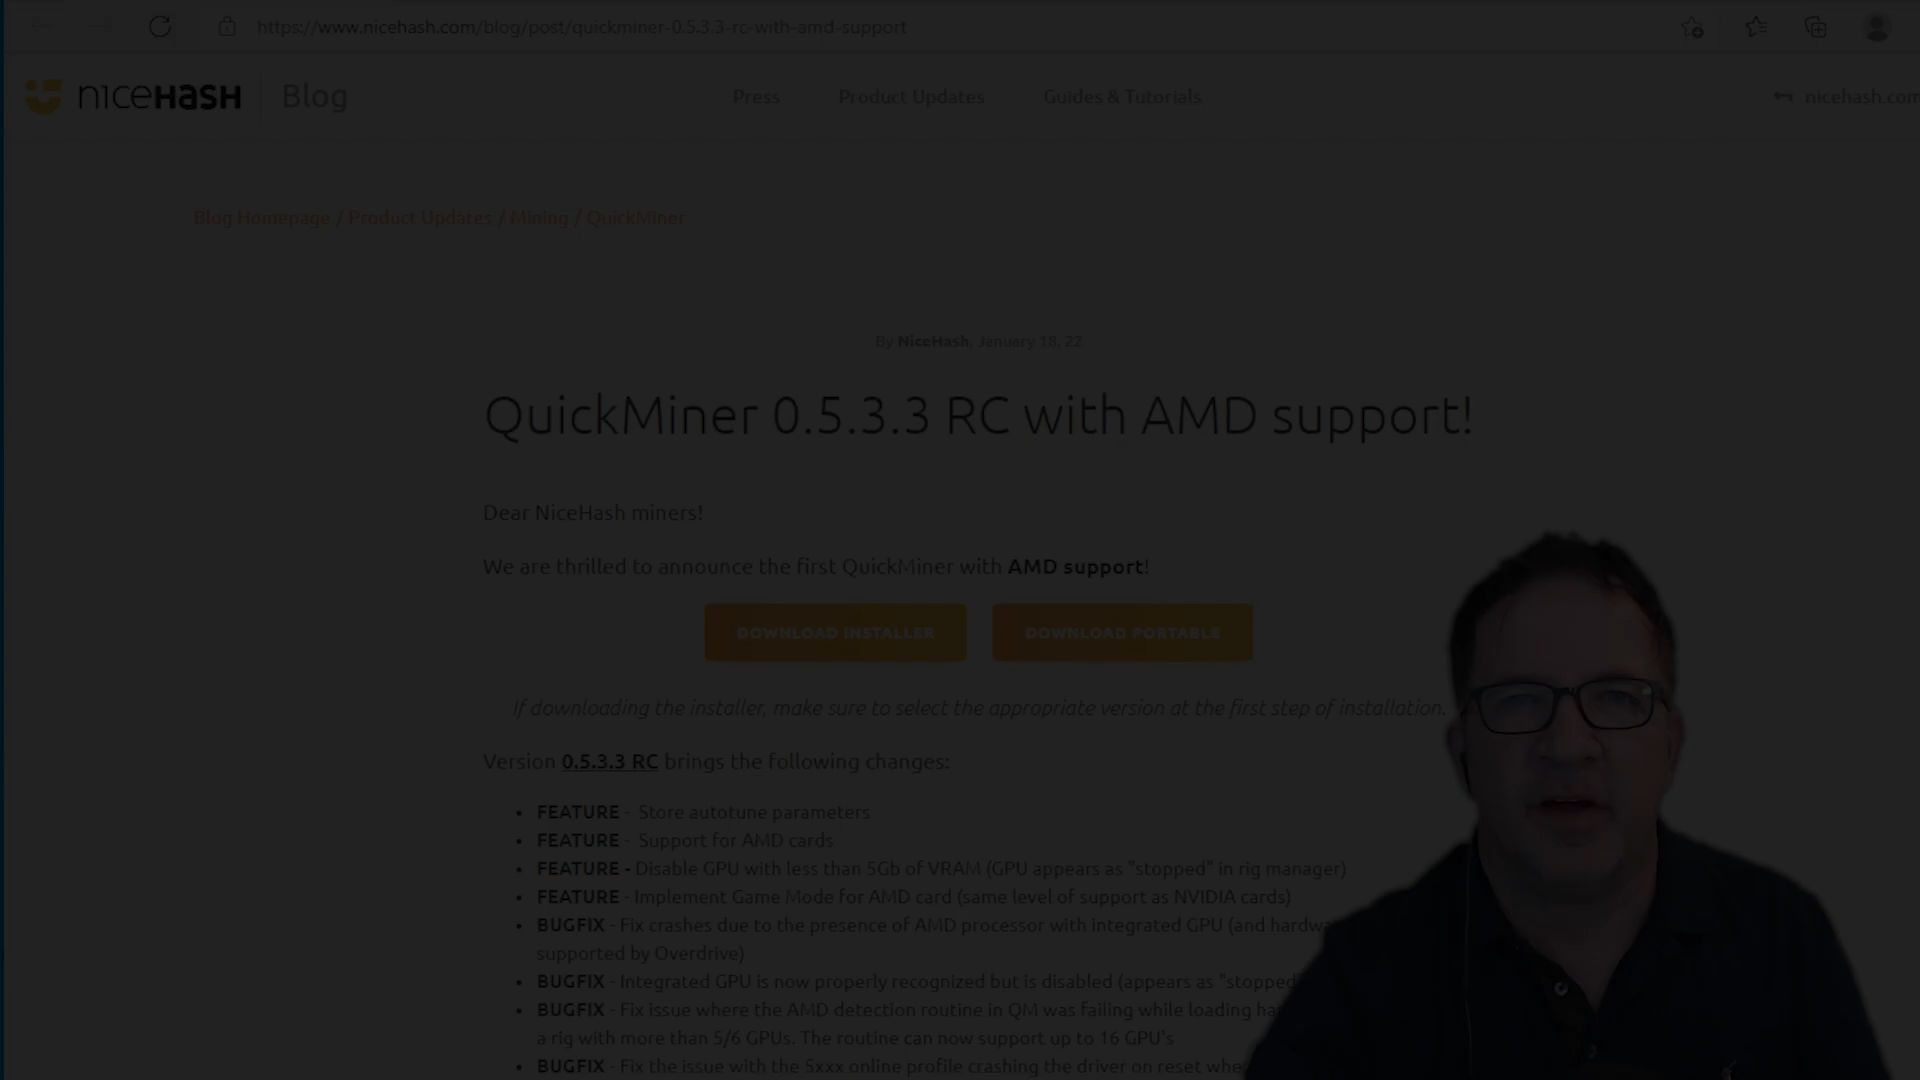 https://www.nicehash.com/blog/post/quickminer-0.5.3.3-rc-with-amd-support
nıceHasH Blog Press Product Updates Guides & Tutorials nicehash.com
Blog Homepage / Product Updates / Mining / QuickMiner
By NiceHash, January 18, 22
QuickMiner 0.5.3.3 RC with AMD support!
Dear NiceHash miners!
We are thrilled to announce the first QuickMiner with AMD support!
DOWNLOAD INSTALLER DOWNLOAD PORTABLE
If downloading the installer, make sure to select the appropriate version at the first step of installation.
Version 0.5.3.3 RC brings the following changes:
• FEATURE - Store autotune parameters
• FEATURE - Support for AMD cards
• FEATURE - Disable GPU with less than 5Gb of VRAM (GPU appears as "stopped" in rig manager)
• FEATURE - Implement Game Mode for AMD card (same level of support as NVIDIA cards)
• BUGFIX - Fix crashes due to the presence of AMD processor with integrated GPU (and
supported by Overdrive)
• BUGFIX - Integrated GPU is now properly recognized but is disabled (appears as "stopped"
• BUGFIX - Fix issue where the AMD detection routine in QM was failing while loading
a rig with more than 5/6 GPUs. The routine can now support up to 16 GPU's
• BUGFIX - Fix the issue with the 5xxx online profile crashing the driver on reset